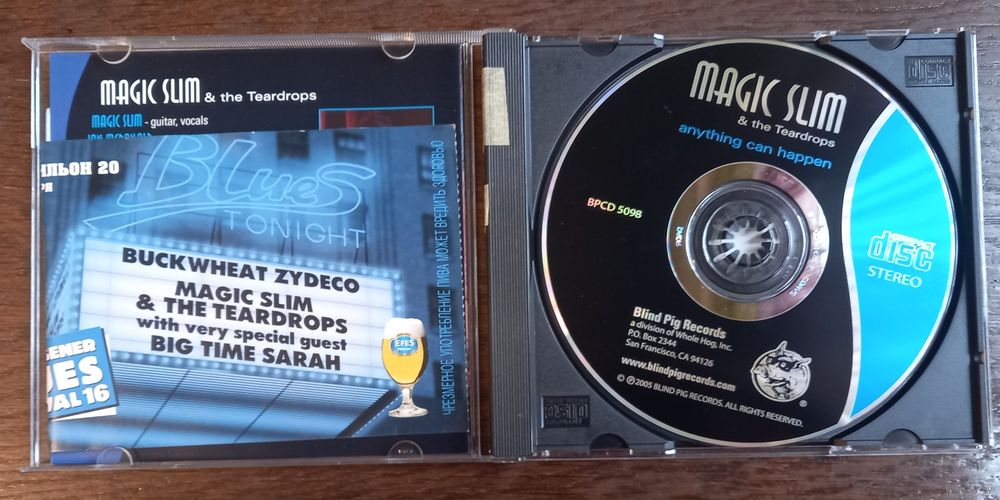 MAGIC SLIM & the Teardrops
MAGIC SLIM - guitar, vocals
20
BLues
TONIGHT
BUCKWHEAT ZYDECO
MAGIC SLIM
& THE TEARDROPS
with very special guest
BIG TIME SARAH
EFES
ЧРЕЗМЕРНОЕ УПОТРЕБЛЕНИЕ ПИВА МОЖЕТ ВРЕДИТЬ ЗДОРОВЬЮ
16
MAGIC SLIM
& the Teardrops
anything can happen
BPCD 5098
COMPACT
disc
STEREO
Blind Pig Records
a division of Whole Hog, Inc.
P.O. Box 2344
San Francisco, CA 94126
www.blindpigrecords.com
© ℗ 2005 BLIND PIG RECORDS. ALL RIGHTS RESERVED.
®
disc